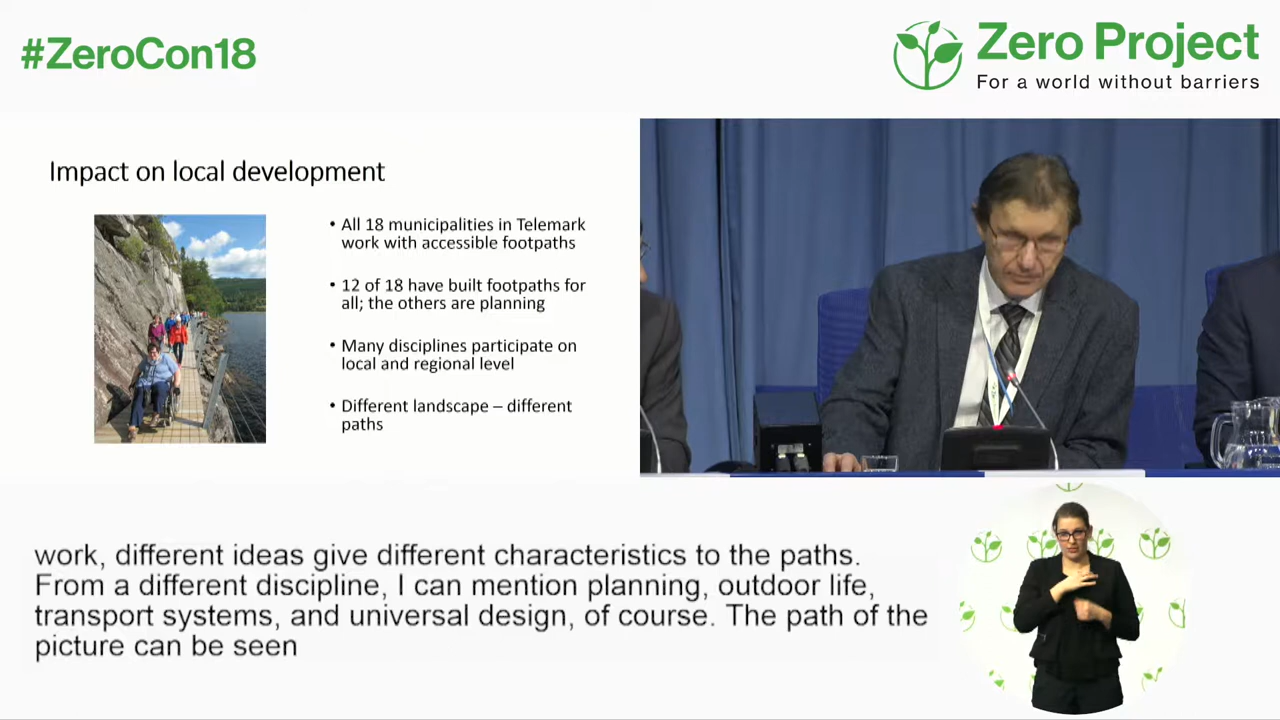 #ZeroCon18
Zero Project
For a world without barriers
Impact on local development
• All 18 municipalities in Telemark
work with accessible footpaths
• 12 of 18 have built footpaths for
all; the others are planning
• Many disciplines participate on
local and regional level
• Different landscape – different
paths
work, different ideas give different characteristics to the paths.
From a different discipline, I can mention planning, outdoor life,
transport systems, and universal design, of course. The path of the
picture can be seen